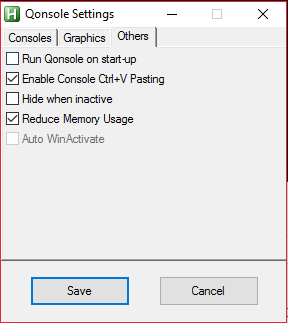 Qonsole Settings
Consoles Graphics Others
Run Qonsole on start-up
Enable Console Ctrl+V Pasting
Hide when inactive
Reduce Memory Usage
Auto WinActivate
Save Cancel